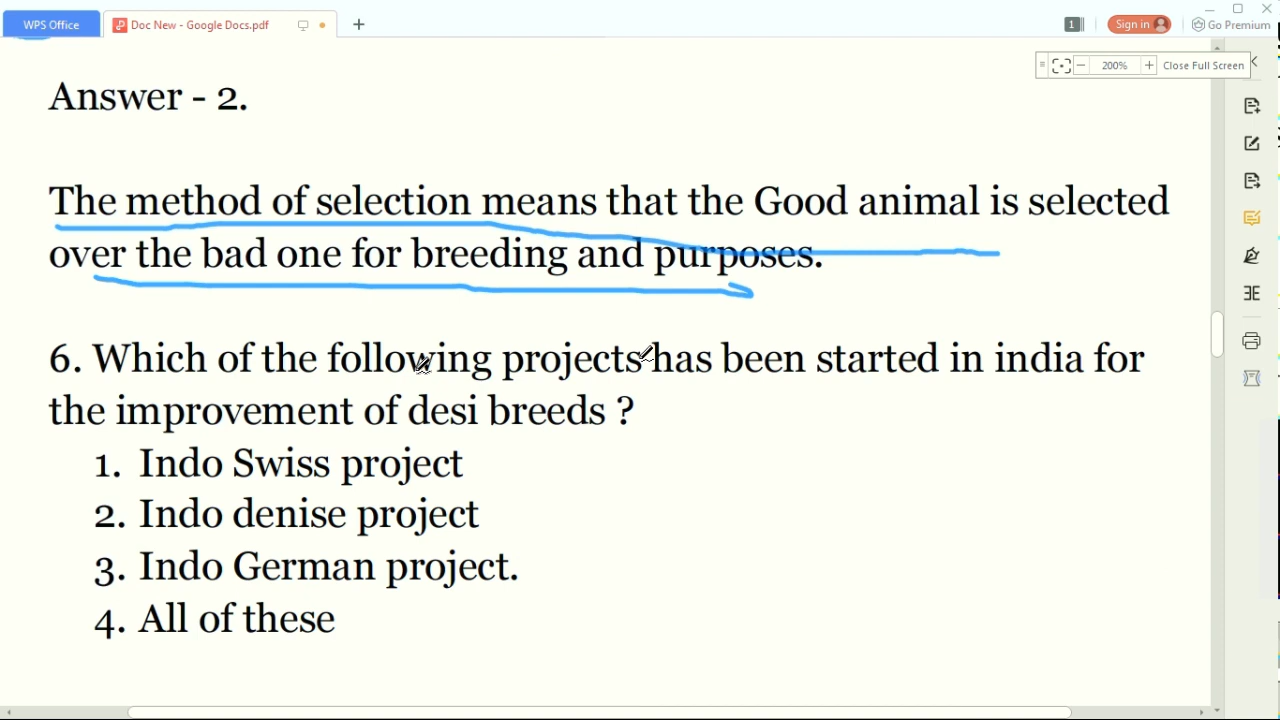 WPS Office
Doc New - Google Docs.pdf
1
Sign in
Go Premium
200%
Close Full Screen
Answer - 2.
The method of selection means that the Good animal is selected
over the bad one for breeding and purposes.
6. Which of the following projects has been started in india for
the improvement of desi breeds ?
1. Indo Swiss project
2. Indo denise project
3. Indo German project.
4. All of these